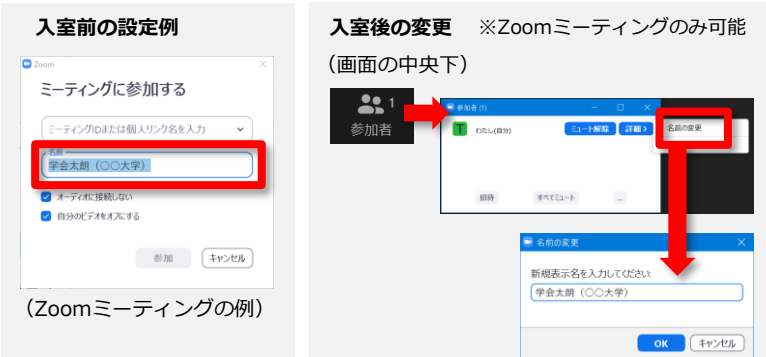 入室前の設定例
Zoom
ミーティングに参加する
ミーティングIDまたは個人リンク名を入力
名前
学会太朗（○○大学）
オーディオに接続しない
自分のビデオをオフにする
参加 キャンセル
（Zoomミーティングの例）
入室後の変更 ※Zoomミーティングのみ可能
（画面の中央下）
1
参加者
参加者 (1)
T わたし(自分) ミュート解除 詳細 >
名前の変更
招待 すべてミュート ...
名前の変更
新規表示名を入力してください:
学会太朗（○○大学）
OK キャンセル